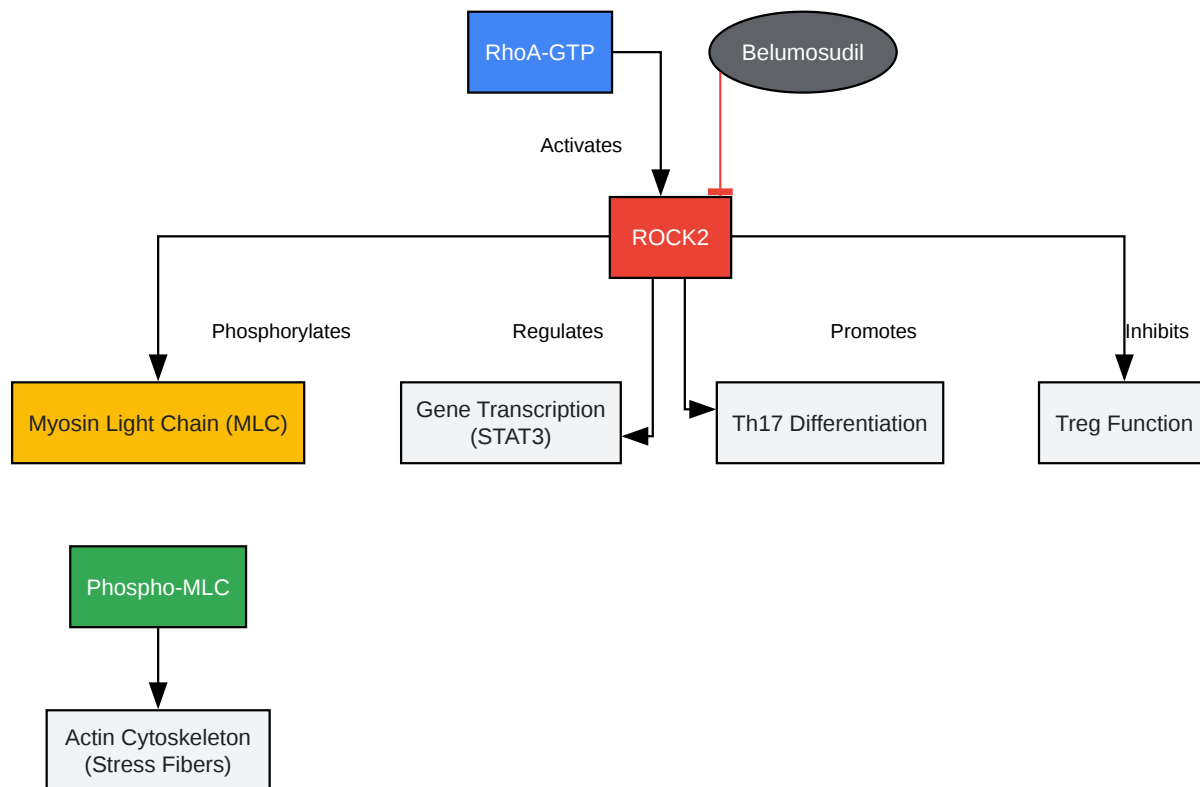 RhoA-GTP
Belumosudil
Activates
ROCK2
Phosphorylates
Regulates
Promotes
Inhibits
Myosin Light Chain (MLC)
Gene Transcription
(STAT3)
Th17 Differentiation
Treg Function
Phospho-MLC
Actin Cytoskeleton
(Stress Fibers)